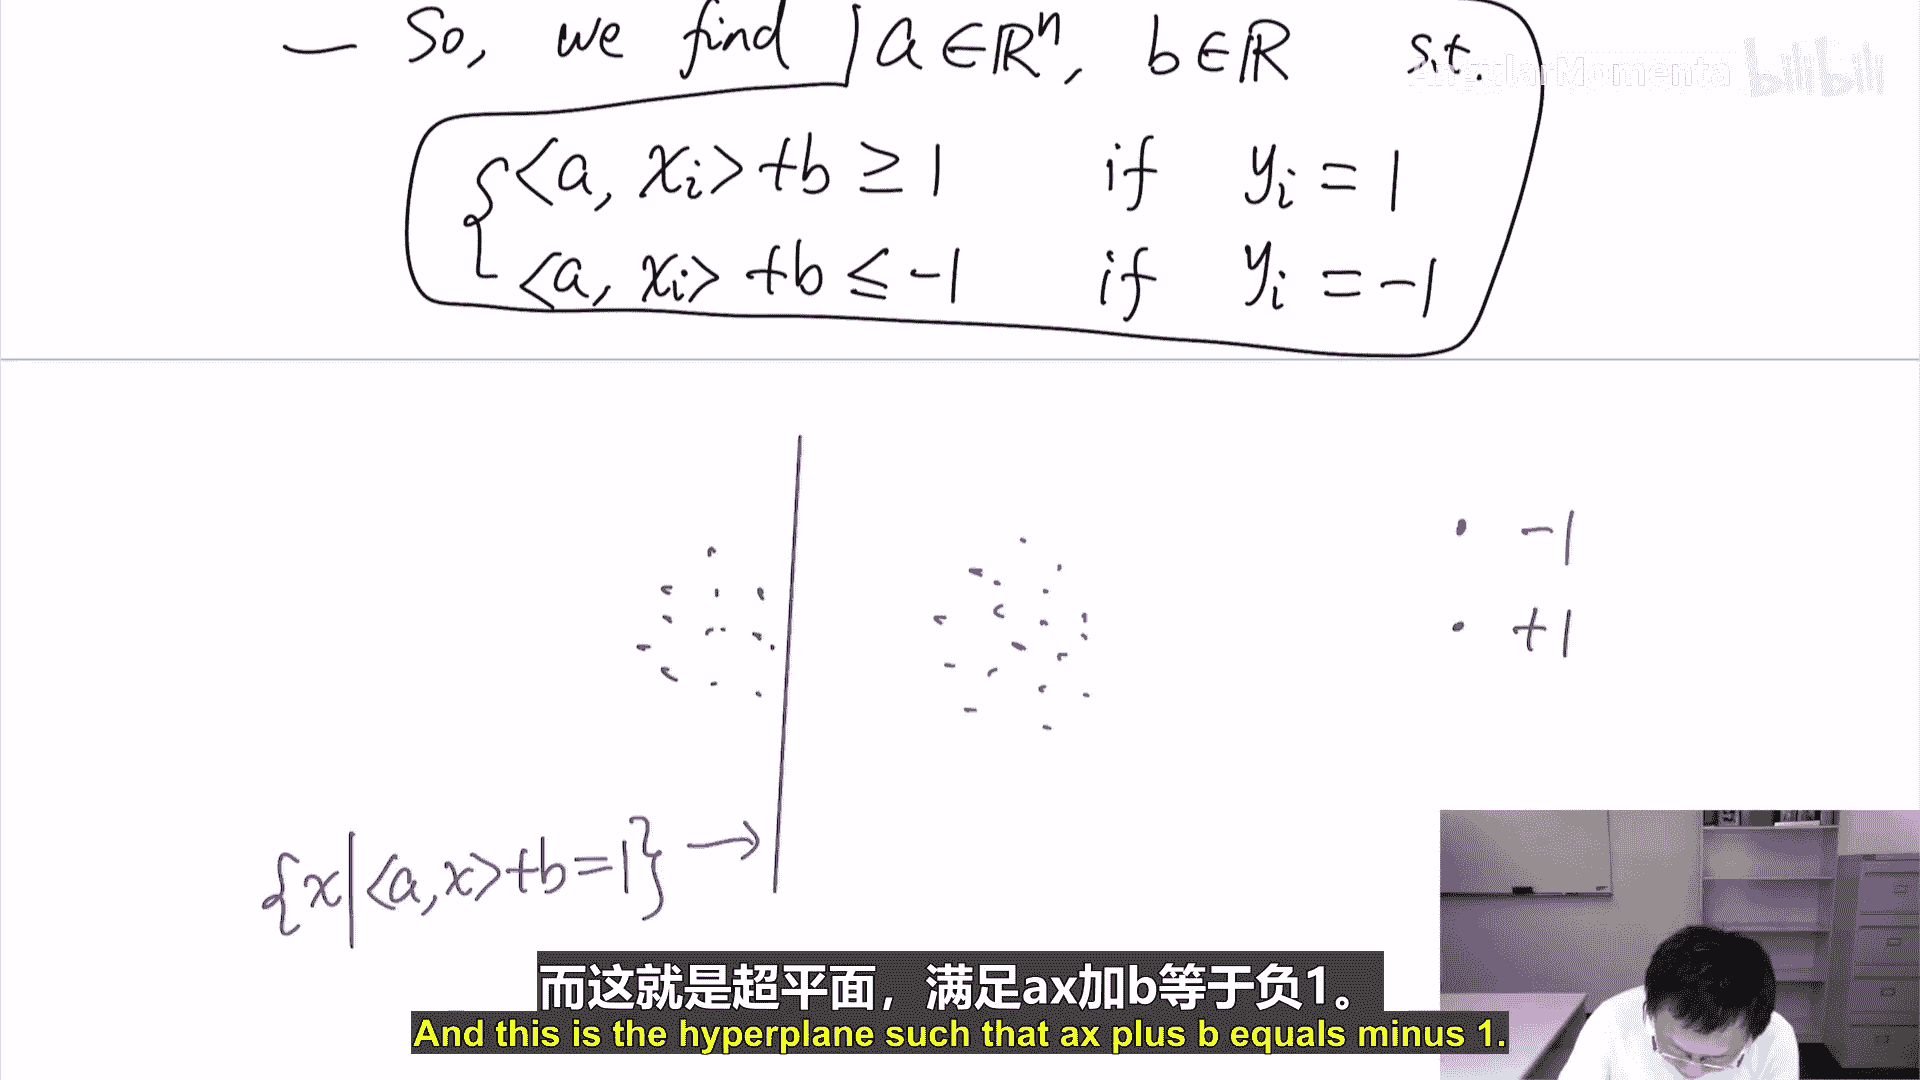 — So, we find a ∈ ℝⁿ, b ∈ ℝ s.t.
AngularMomenta bilibili
{ <a, xᵢ> + b ≥ 1 if yᵢ = 1
<a, xᵢ> + b ≤ -1 if yᵢ = -1
· -1
· +1
{x|<a,x>+b=1} →
而这就是超平面，满足ax加b等于负1。
And this is the hyperplane such that ax plus b equals minus 1.